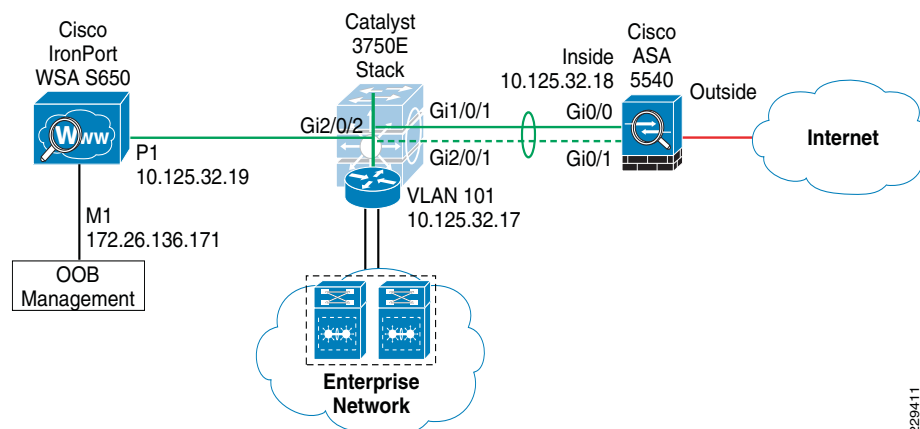 Cisco
IronPort
WSA S650
Catalyst
3750E
Stack
Cisco
ASA
5540
Inside
10.125.32.18
Outside
WWW
Gi2/0/2
Gi1/0/1
Gi0/0
Internet
P1
10.125.32.19
Gi2/0/1
Gi0/1
VLAN 101
10.125.32.17
M1
172.26.136.171
OOB
Management
Enterprise
Network
229411